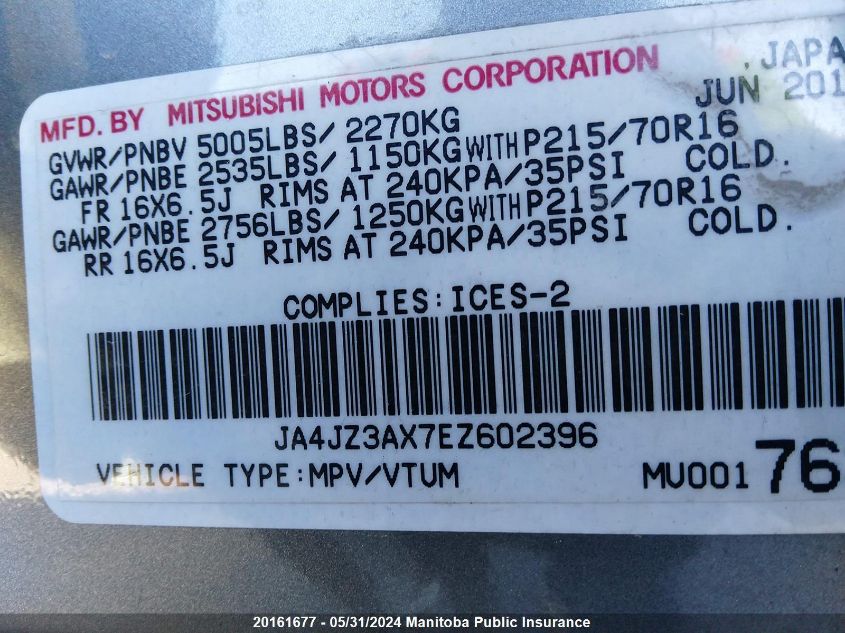 MFD. BY MITSUBISHI MOTORS CORPORATION , JAPA
JUN 201
GVWR/PNBV 5005LBS/ 2270KG
GAWR/PNBE 2535LBS/ 1150KG WITH P215/70R16
FR 16X6.5J RIMS AT 240KPA/35PSI COLD.
GAWR/PNBE 2756LBS/ 1250KG WITH P215/70R16
RR 16X6.5J RIMS AT 240KPA/35PSI COLD.
COMPLIES:ICES-2
JA4JZ3AX7EZ602396
VEHICLE TYPE:MPV/VTUM MU001 76
20161677 - 05/31/2024 Manitoba Public Insurance